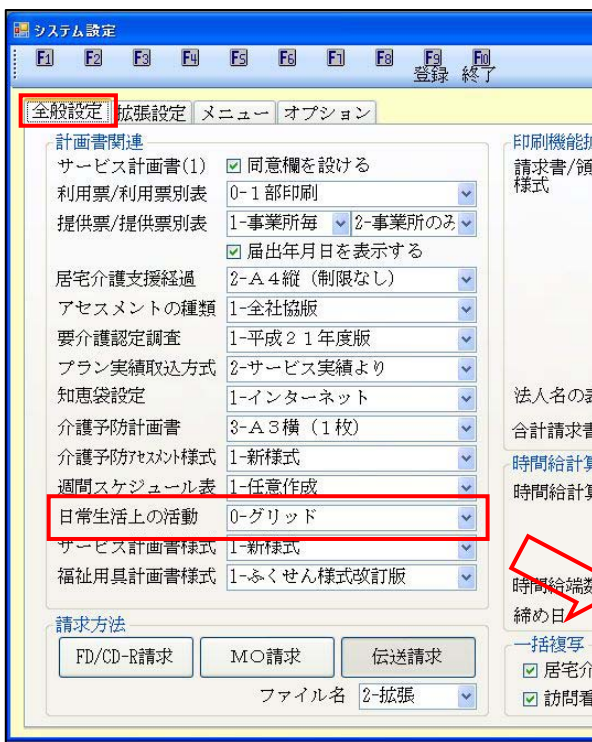 システム設定
F1 F2 F3 F4 F5 F6 F7 F8 F9 F10
登録 終了
全般設定 拡張設定 メニュー オプション
計画書関連
サービス計画書(1) 同意欄を設ける
利用票/利用票別表 0-1部印刷
提供票/提供票別表 1-事業所毎 2-事業所のみ
届出年月日を表示する
居宅介護支援経過 2-A4縦(制限なし)
アセスメントの種類 1-全社協版
要介護認定調査 1-平成21年度版
プラン実績取込方式 2-サービス実績より
知恵袋設定 1-インターネット
介護予防計画書 3-A3横(1枚)
介護予防ｱｾｽﾒﾝﾄ様式 1-新様式
週間スケジュール表 1-任意作成
日常生活上の活動 0-グリッド
サービス計画書様式 1-新様式
福祉用具計画書様式 1-ふくせん様式改訂版
請求方法
FD/CD-R請求 MO請求 伝送請求
ファイル名 2-拡張
印刷機能拡
請求書/領
様式
法人名の表
合計請求書
時間給計算
時間給計算
時間給端数
締め日
一括複写
居宅介
訪問看